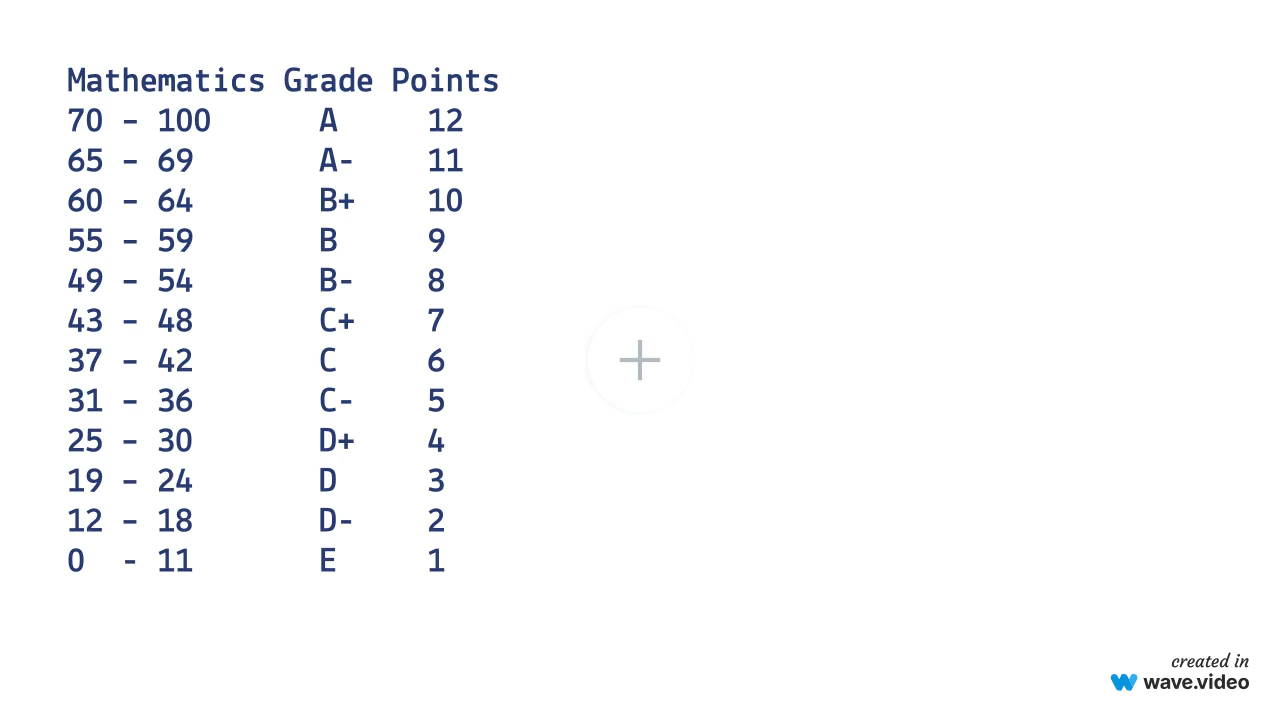 Mathematics Grade Points
70 - 100 A 12
65 - 69 A- 11
60 - 64 B+ 10
55 - 59 B 9
49 - 54 B- 8
43 - 48 C+ 7
37 - 42 C 6
31 - 36 C- 5
25 - 30 D+ 4
19 - 24 D 3
12 - 18 D- 2
0 - 11 E 1
created in
wave.video